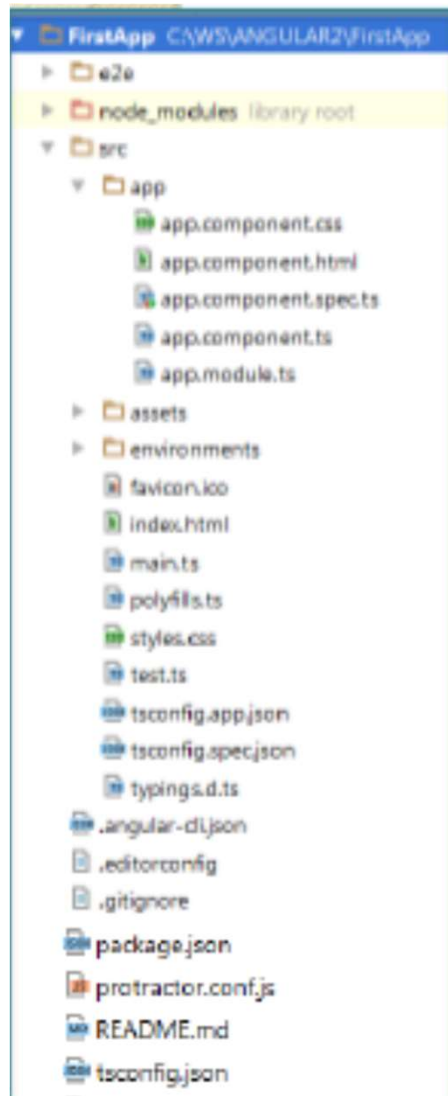 FirstApp C:\WS\ANGULAR2\FirstApp
e2e
node_modules library root
src
app
app.component.css
app.component.html
app.component.spec.ts
app.component.ts
app.module.ts
assets
environments
favicon.ico
index.html
main.ts
polyfills.ts
styles.css
test.ts
tsconfig.app.json
tsconfig.spec.json
typings.d.ts
.angular-cli.json
.editorconfig
.gitignore
package.json
protractor.conf.js
README.md
tsconfig.json